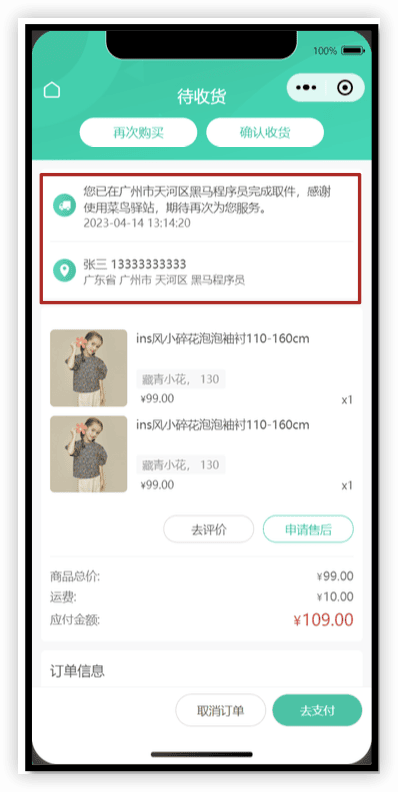 100%
待收货
再次购买
确认收货
您已在广州市天河区黑马程序员完成取件，感谢
使用菜鸟驿站，期待再次为您服务。
2023-04-14 13:14:20
张三 13333333333
广东省 广州市 天河区 黑马程序员
ins风小碎花泡泡袖衬110-160cm
藏青小花， 130
¥99.00
x1
ins风小碎花泡泡袖衬110-160cm
藏青小花， 130
¥99.00
x1
去评价
申请售后
商品总价:
¥99.00
运费:
¥10.00
应付金额:
¥109.00
订单信息
取消订单
去支付